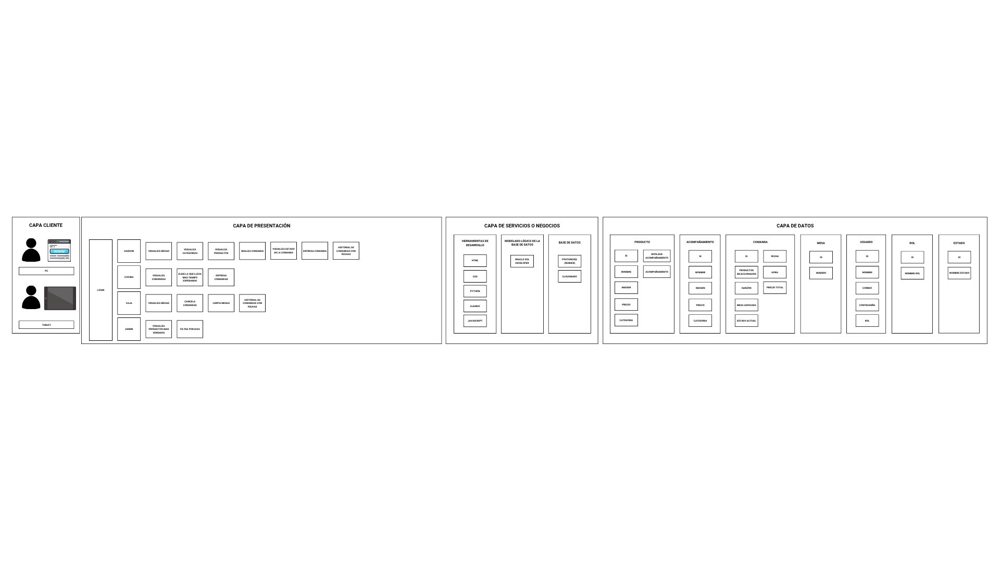 CAPA CLIENTE
WWW
PC
TABLET
CAPA DE PRESENTACIÓN
LOGIN
GARZON
VISUALIZA MESAS
VISUALIZA
CATEGORIAS
VISUALIZA
PRODUCTOS
REALIZA COMANDA
VISUALIZA ESTADO
DE LA COMANDA
ENTREGA COMANDA
HISTORIAL DE
COMANDAS CON
FECHAS
COCINA
VISUALIZA
COMANDAS
ELIGE LA QUE LLEVA
MAS TIEMPO
ESPERANDO
ENTREGA
COMANDAS
CAJA
VISUALIZA MESAS
CANCELA
COMANDAS
LIMPIA MESAS
HISTORIAL DE
COMANDAS CON
FECHAS
ADMIN
VISUALIZA
PRODUCTOS MAS
VENDIDOS
FILTRA POR DIAS
CAPA DE SERVICIOS O NEGOCIOS
HERRAMIENTAS DE
DESARROLLO
HTML
CSS
PYTHON
DJANGO
JAVASCRIPT
MODELADO LÓGICO DE LA
BASE DE DATOS
ORACLE SQL
DEVELOPER
BASE DE DATOS
POSTGRESQL
(RENDER)
CLOUDINARY
CAPA DE DATOS
PRODUCTO
ID
NOMBRE
IMAGEN
PRECIO
CATEGORIA
BOOLEAN
ACOMPAÑAMIENTO
ACOMPAÑAMIENTO
ACOMPAÑAMIENTO
ID
NOMBRE
IMAGEN
PRECIO
CATEGORIA
COMANDA
ID
PRODUCTOS
SELECCIONADOS
GARZON
MESA ASOCIADA
ESTADO ACTUAL
FECHA
HORA
PRECIO TOTAL
MESA
ID
NUMERO
USUARIO
ID
NOMBRE
CORREO
CONTRASEÑA
ROL
ROL
ID
NOMBRE ROL
ESTADO
ID
NOMBRE ESTADO